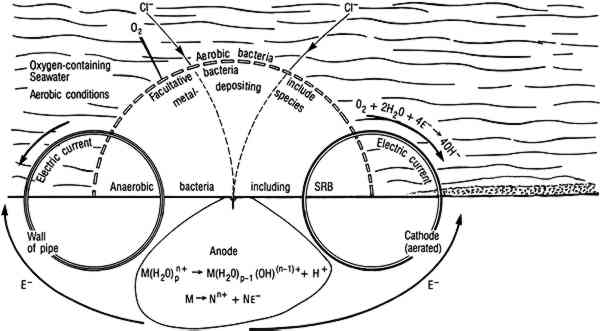 Cl⁻
Cl⁻
O₂
Oxygen-containing
Seawater
Aerobic conditions
Aerobic bacteria
Facultative bacteria include
metal- depositing species
O₂ + 2H₂O + 4E⁻ → 4OH⁻
Electric current
Electric current
Anaerobic bacteria including SRB
Wall
of pipe
Anode
Cathode
(aerated)
M(H₂O)ₚⁿ⁺ → M(H₂O)ₚ₋₁(OH)⁽ⁿ⁻¹⁾⁺ + H⁺
M → Nⁿ⁺ + NE⁻
E⁻
E⁻